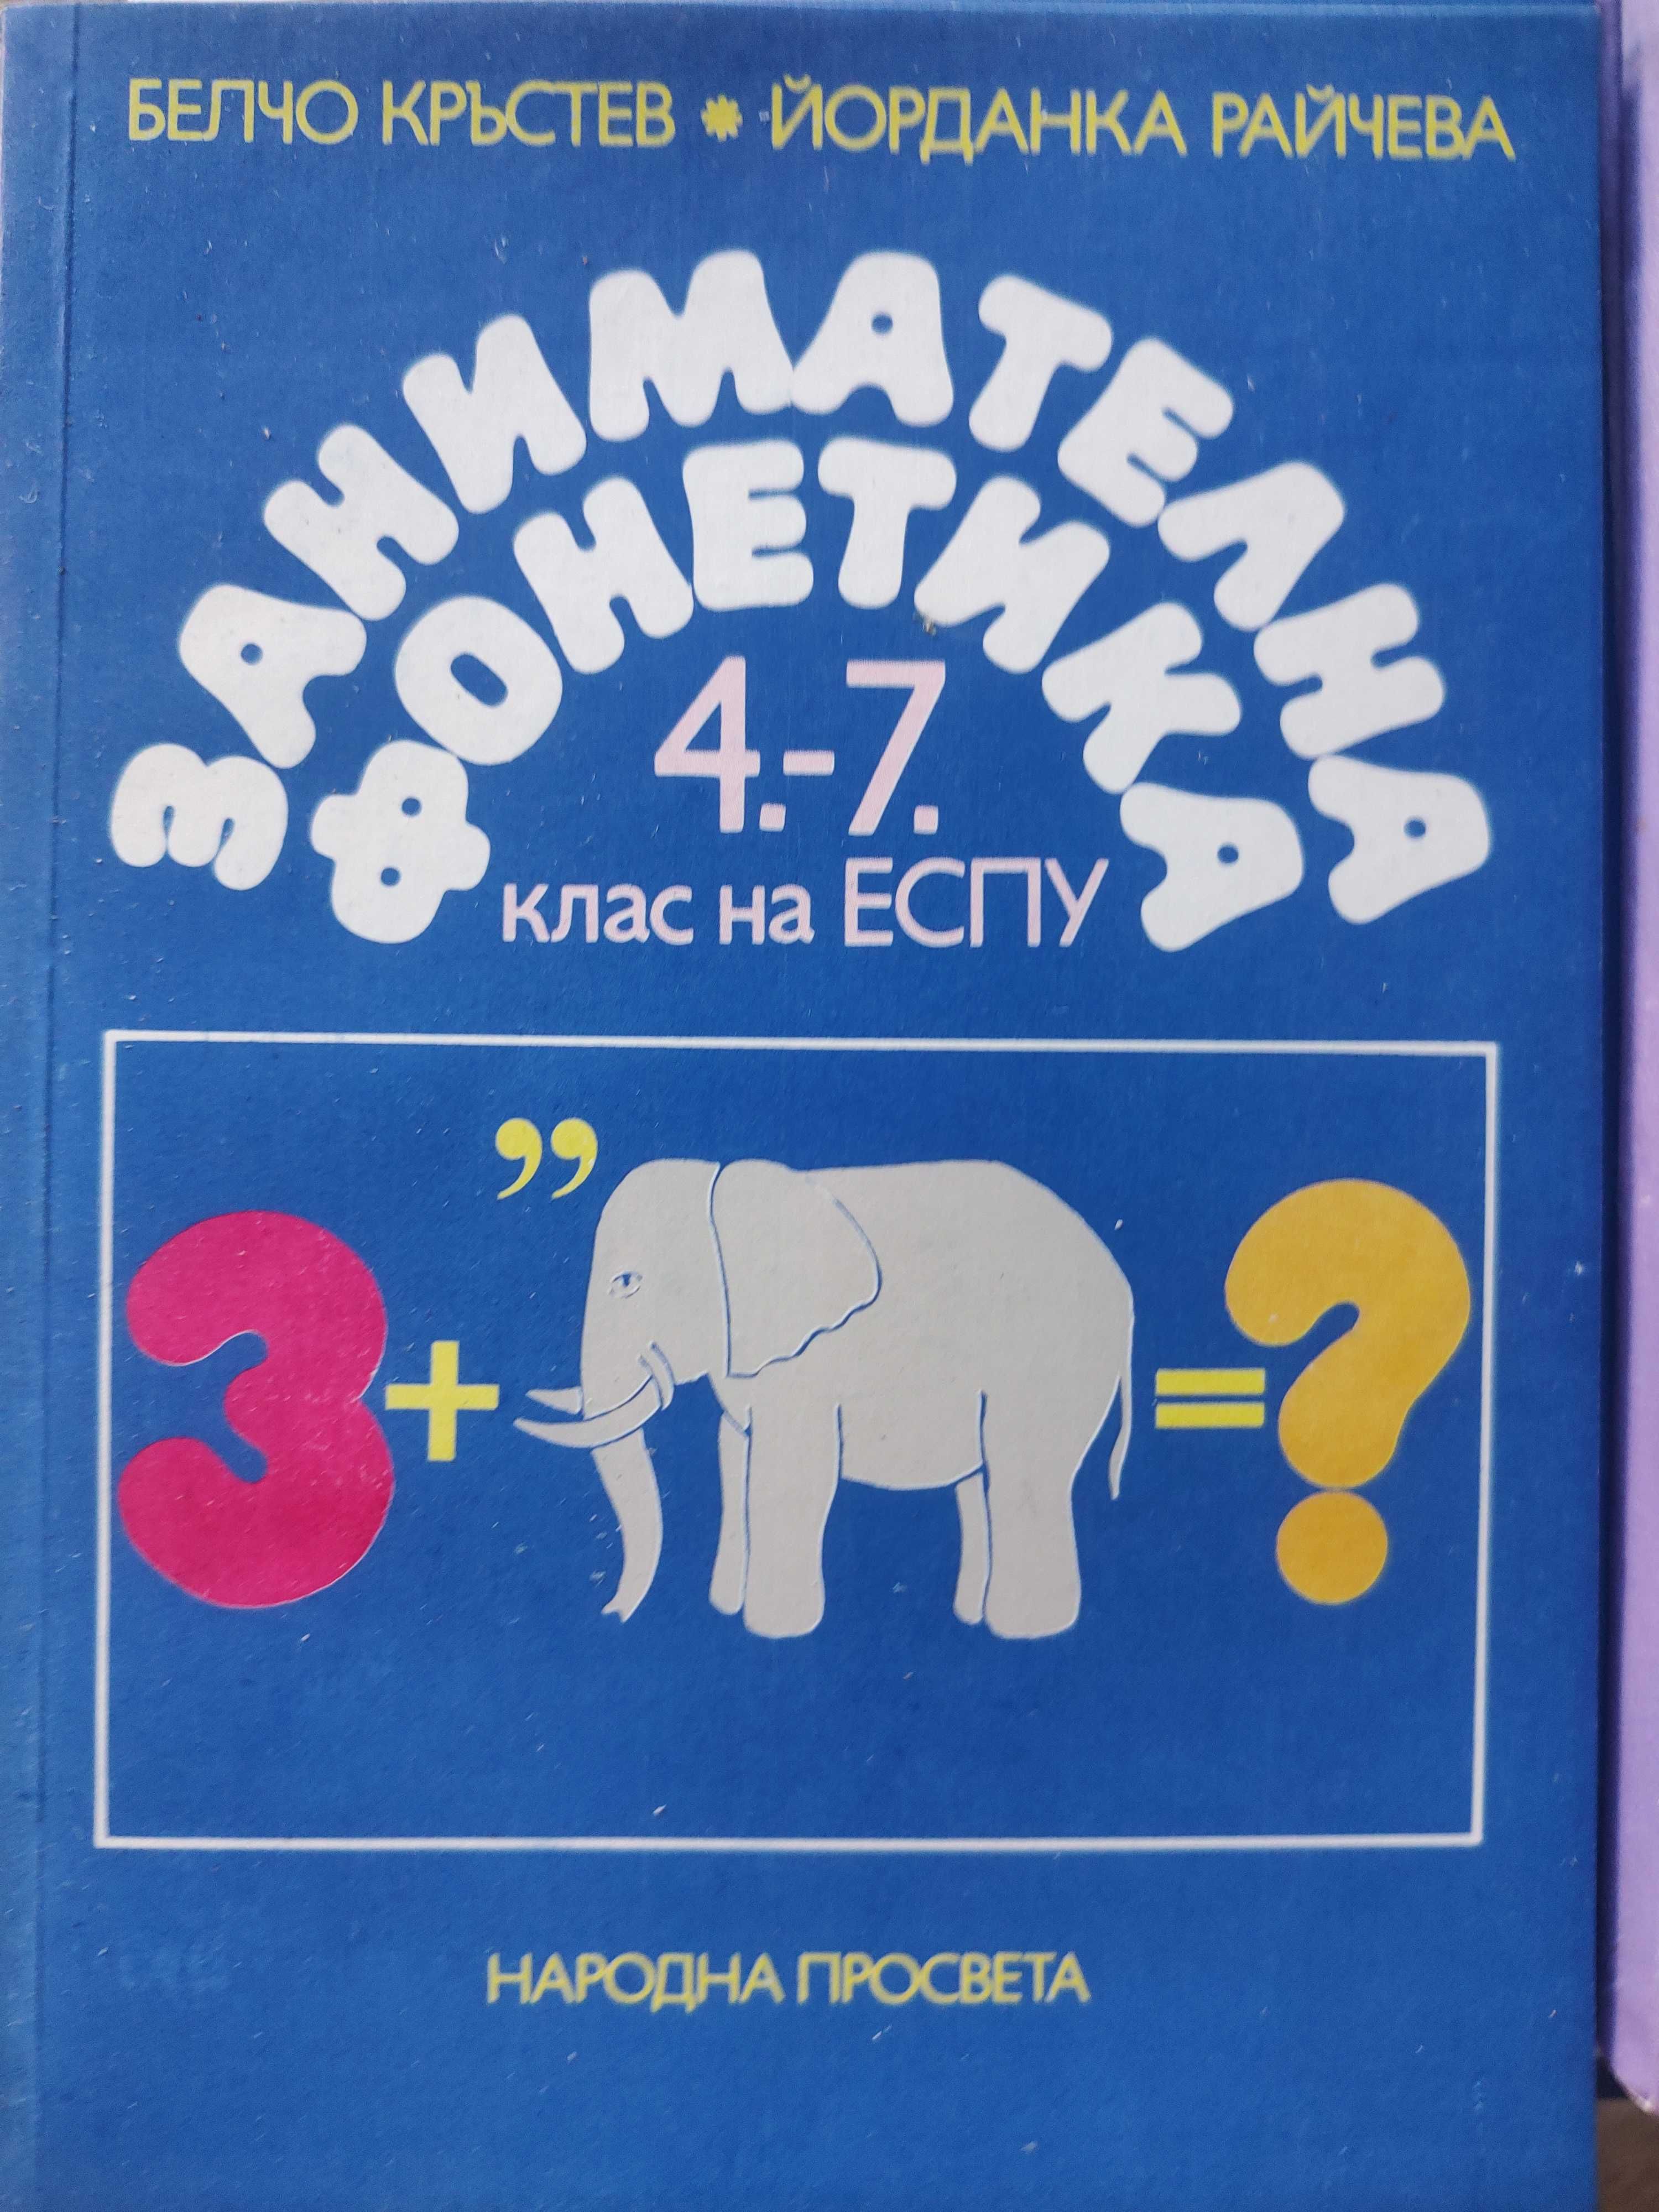 БЕЛЧО КРЪСТЕВ * ЙОРДАНКА РАЙЧЕВА
ЗАНИМАТЕЛНА
ФОНЕТИКА
4.-7.
клас на ЕСПУ
3 + ” = ?
НАРОДНА ПРОСВЕТА